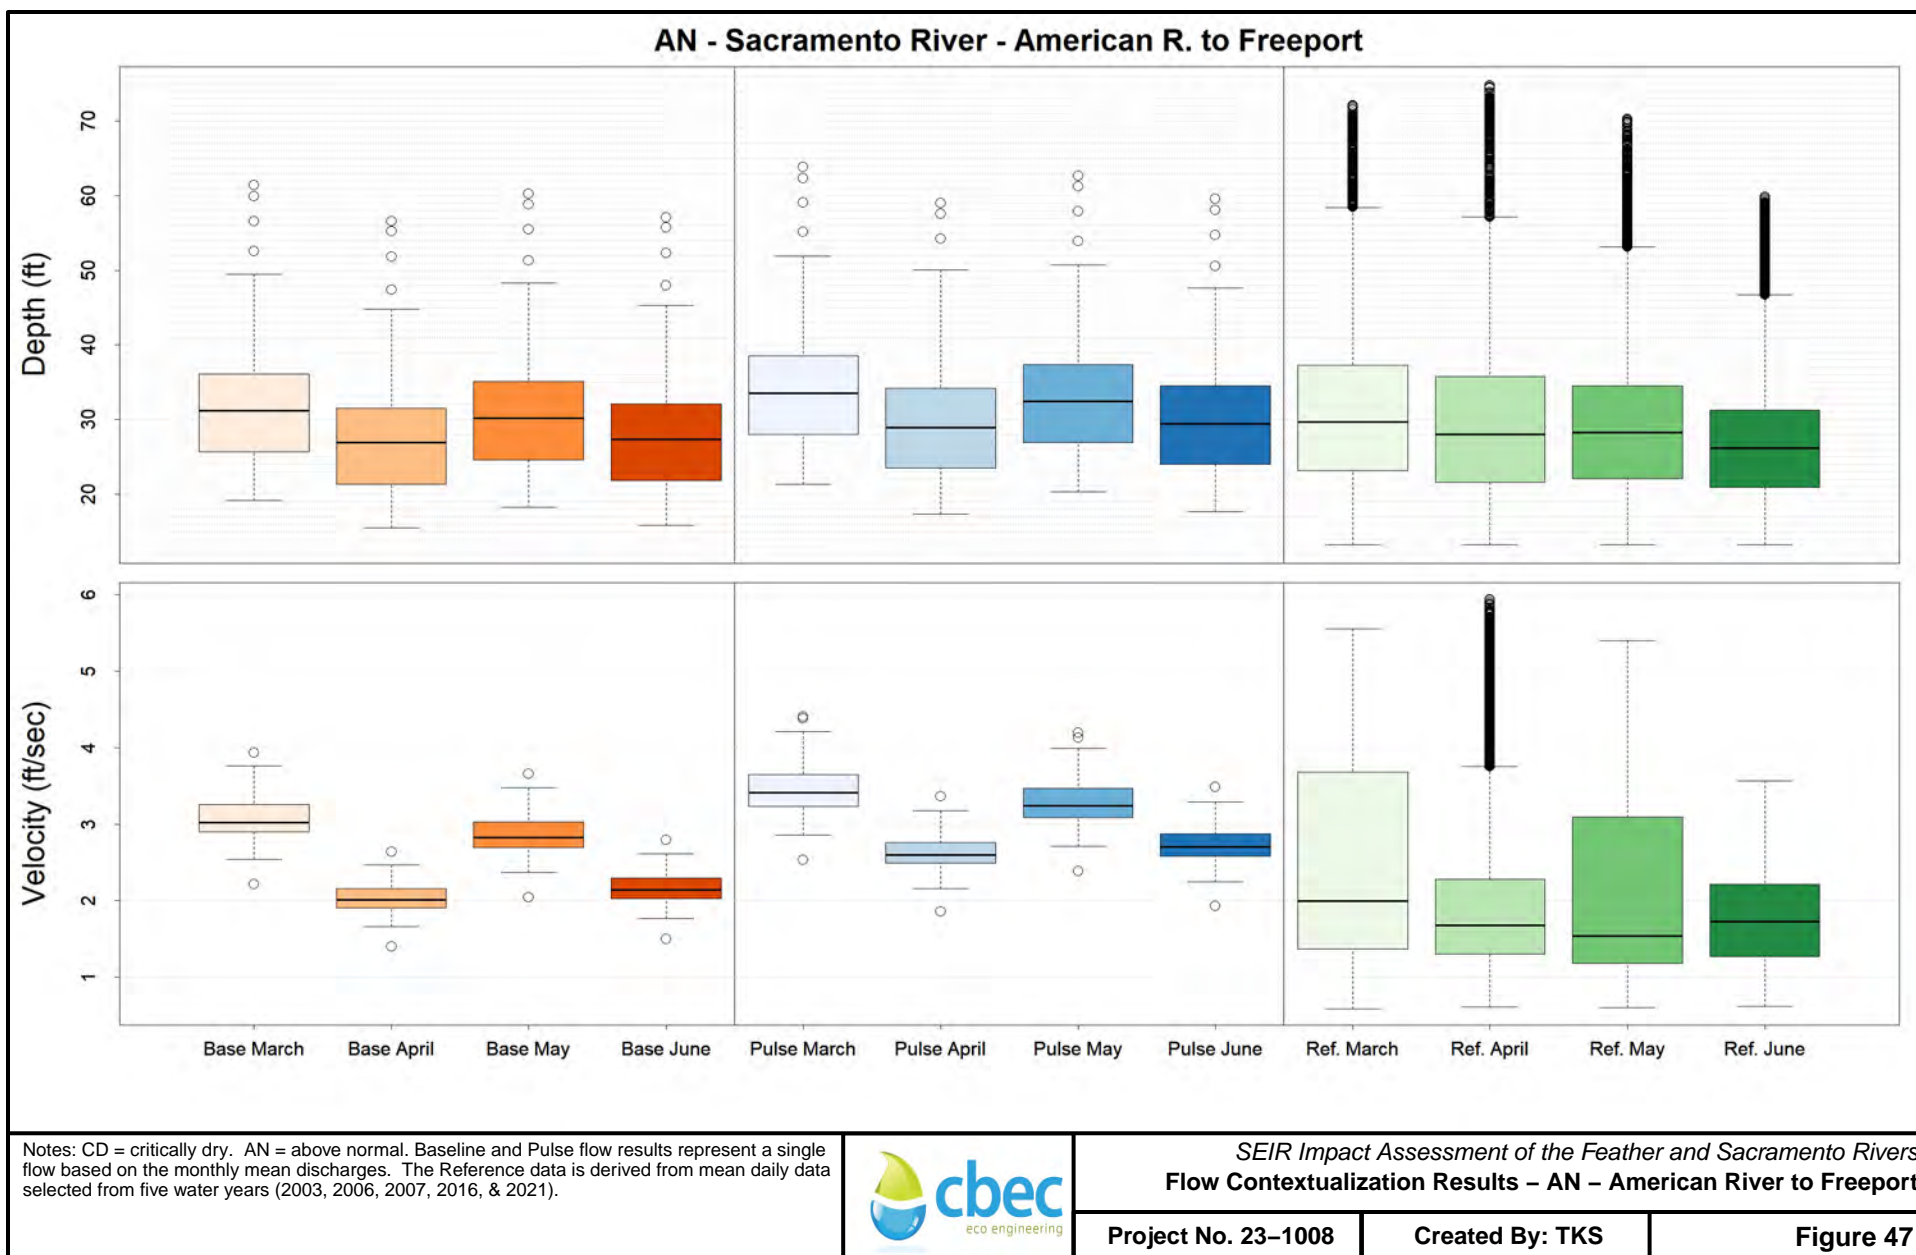 AN - Sacramento River - American R. to Freeport
Depth (ft)
70
60
50
40
30
20
Velocity (ft/sec)
6
5
4
3
2
1
Base March Base April Base May Base June Pulse March Pulse April Pulse May Pulse June Ref. March Ref. April Ref. May Ref. June
Notes: CD = critically dry. AN = above normal. Baseline and Pulse flow results represent a single
flow based on the monthly mean discharges. The Reference data is derived from mean daily data
selected from five water years (2003, 2006, 2007, 2016, & 2021).
cbec
eco engineering
SEIR Impact Assessment of the Feather and Sacramento Rivers
Flow Contextualization Results – AN – American River to Freeport
Project No. 23–1008
Created By: TKS
Figure 47